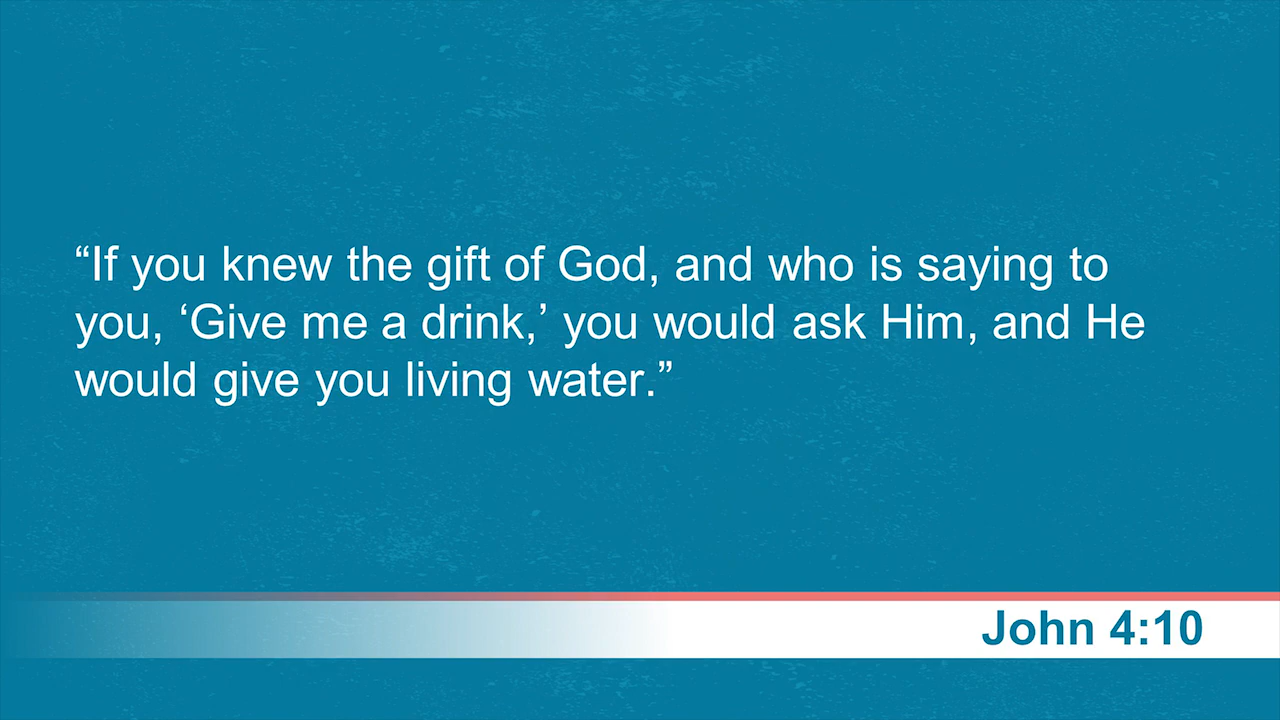 “If you knew the gift of God, and who is saying to
you, ‘Give me a drink,’ you would ask Him, and He
would give you living water.”
John 4:10